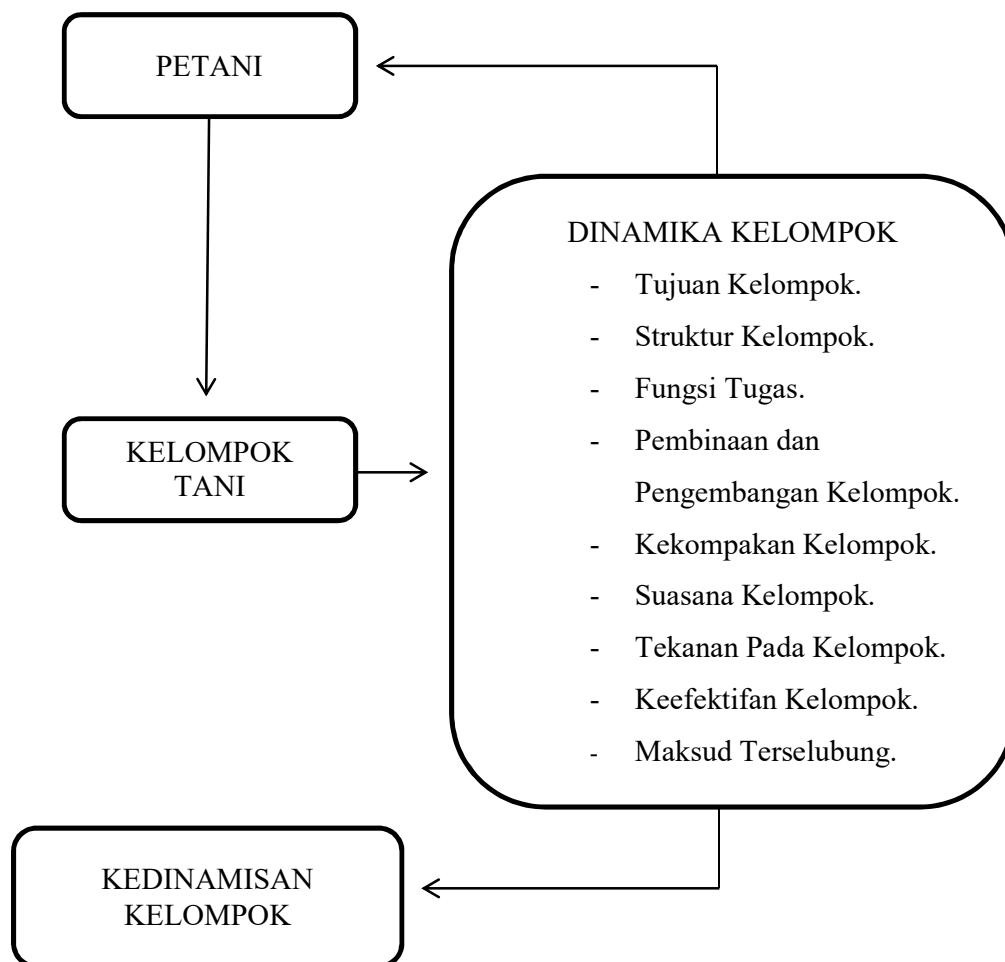 PETANI
DINAMIKA KELOMPOK
- Tujuan Kelompok.
- Struktur Kelompok.
- Fungsi Tugas.
- Pembinaan dan
Pengembangan Kelompok.
- Kekompakan Kelompok.
- Suasana Kelompok.
- Tekanan Pada Kelompok.
- Keefektifan Kelompok.
- Maksud Terselubung.
KELOMPOK
TANI
KEDINAMISAN
KELOMPOK